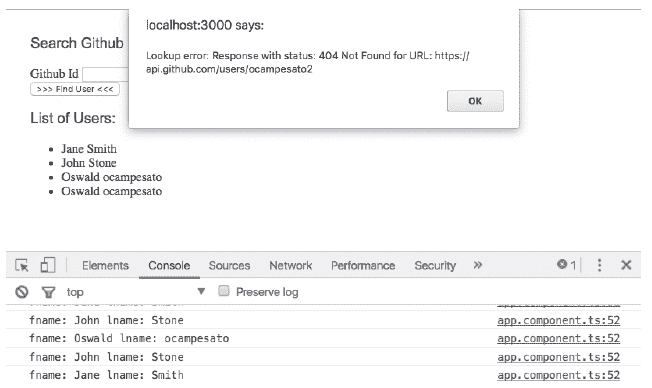 localhost:3000 says:
Lookup error: Response with status: 404 Not Found for URL: https://
api.github.com/users/ocampesato2
OK
Search Github
Github Id
>>> Find User <<<
List of Users:
Jane Smith
John Stone
Oswald ocampesato
Oswald ocampesato
Elements Console Sources Network Performance Security » 1
top Preserve log
fname: John lname: Stone app.component.ts:52
fname: Oswald lname: ocampesato app.component.ts:52
fname: John lname: Stone app.component.ts:52
fname: Jane lname: Smith app.component.ts:52